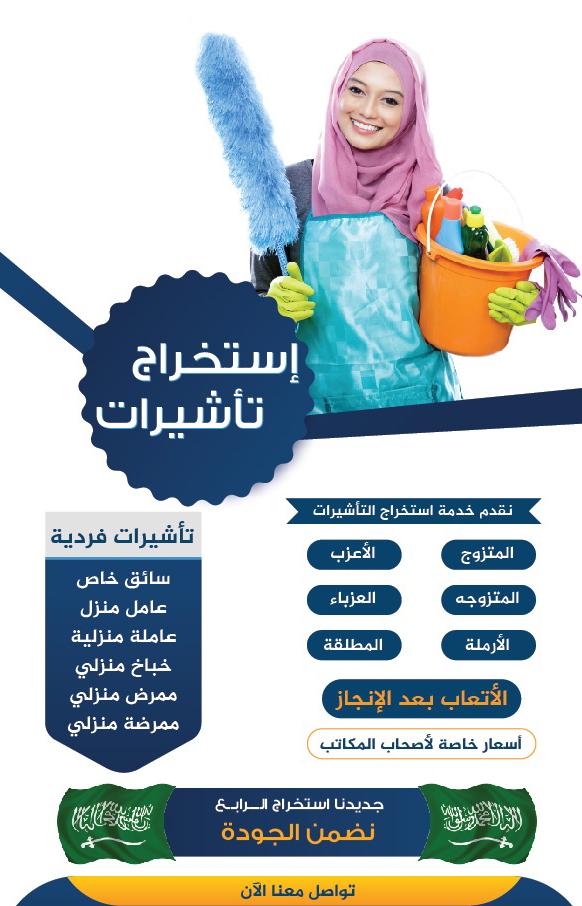 إستخراج
تأشيرات
نقدم خدمة استخراج التأشيرات
المتزوج
الأعزب
المتزوجه
العزباء
الأرملة
المطلقة
الأتعاب بعد الإنجاز
أسعار خاصة لأصحاب المكاتب
تأشيرات فردية
سائق خاص
عامل منزل
عاملة منزلية
خباخ منزلي
ممرض منزلي
ممرضة منزلي
جديدنا استخراج الـــرابــع
نضمن الجودة
تواصل معنا الآن